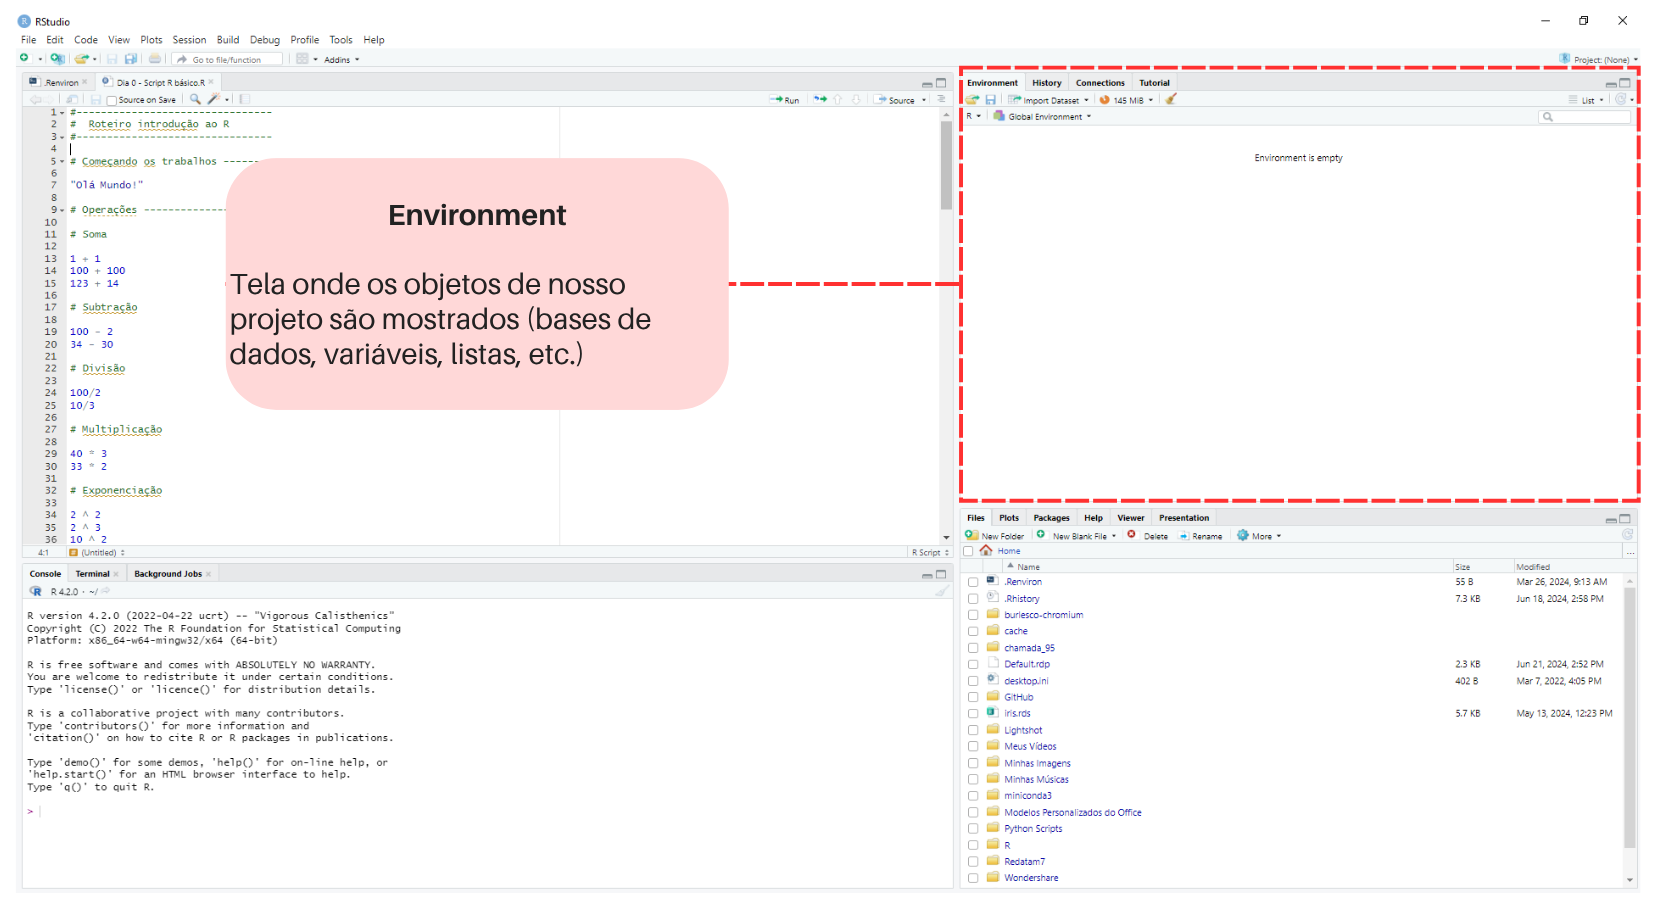 RStudio
File Edit Code View Plots Session Build Debug Profile Tools Help
Go to file/function Addins Project: (None)
.Renviron Dia 0 - Script R básico.R
Source on Save Run Source
1 #--------------------------------
2 # Roteiro introdução ao R
3 #--------------------------------
4
5 # Começando os trabalhos ------
6
7 "Olá Mundo!"
8
9 # Operações --------------
10
11 # Soma
12
13 1 + 1
14 100 + 100
15 123 + 14
16
17 # Subtração
18
19 100 - 2
20 34 - 30
21
22 # Divisão
23
24 100/2
25 10/3
26
27 # Multiplicação
28
29 40 * 3
30 33 * 2
31
32 # Exponenciação
33
34 2 ^ 2
35 2 ^ 3
36 10 ^ 2
4:1 # (Untitled) R Script
Environment
Tela onde os objetos de nosso
projeto são mostrados (bases de
dados, variáveis, listas, etc.)
Console Terminal Background Jobs
R 4.2.0 · ~/
R version 4.2.0 (2022-04-22 ucrt) -- "Vigorous Calisthenics"
Copyright (C) 2022 The R Foundation for Statistical Computing
Platform: x86_64-w64-mingw32/x64 (64-bit)
R is free software and comes with ABSOLUTELY NO WARRANTY.
You are welcome to redistribute it under certain conditions.
Type 'license()' or 'licence()' for distribution details.
R is a collaborative project with many contributors.
Type 'contributors()' for more information and
'citation()' on how to cite R or R packages in publications.
Type 'demo()' for some demos, 'help()' for on-line help, or
'help.start()' for an HTML browser interface to help.
Type 'q()' to quit R.
>
Environment History Connections Tutorial
Import Dataset 145 MiB List
R Global Environment
Environment is empty
Files Plots Packages Help Viewer Presentation
New Folder New Blank File Delete Rename More
Home ...
Name Size Modified
.Renviron 55 B Mar 26, 2024, 9:13 AM
.Rhistory 7.3 KB Jun 18, 2024, 2:58 PM
burlesco-chromium
cache
chamada_95
Default.rdp 2.3 KB Jun 21, 2024, 2:52 PM
desktop.ini 402 B Mar 7, 2022, 4:05 PM
GitHub
iris.rds 5.7 KB May 13, 2024, 12:23 PM
Lightshot
Meus Vídeos
Minhas Imagens
Minhas Músicas
miniconda3
Modelos Personalizados do Office
Python Scripts
R
Redatam7
Wondershare